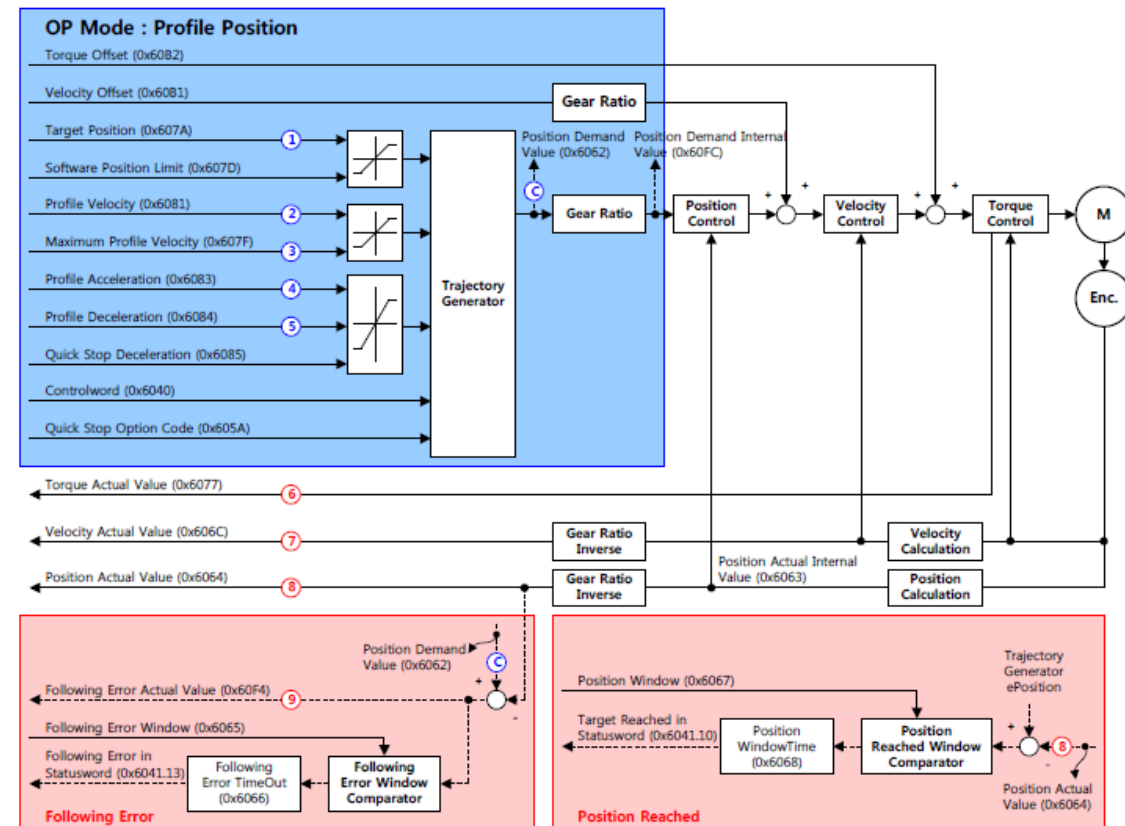 OP Mode : Profile Position
Torque Offset (0x60B2)
Velocity Offset (0x60B1)
Gear Ratio
Target Position (0x607A)
1
Position Demand
Value (0x6062)
Position Demand Internal
Value (0x60FC)
Software Position Limit (0x607D)
C
+
+
+
+
Profile Velocity (0x6081)
2
Gear Ratio
Position
Control
Velocity
Control
Torque
Control
M
Maximum Profile Velocity (0x607F)
3
Profile Acceleration (0x6083)
4
Trajectory
Generator
Enc.
Profile Deceleration (0x6084)
5
Quick Stop Deceleration (0x6085)
Controlword (0x6040)
Quick Stop Option Code (0x605A)
Torque Actual Value (0x6077)
6
Velocity Actual Value (0x606C)
7
Gear Ratio
Inverse
Velocity
Calculation
Position Actual Value (0x6064)
8
Gear Ratio
Inverse
Position Actual Internal
Value (0x6063)
Position
Calculation
Position Demand
Value (0x6062)
C
+
-
Following Error Actual Value (0x60F4)
9
Following Error Window (0x6065)
Following Error in
Statusword (0x6041.13)
Following
Error TimeOut
(0x6066)
Following
Error Window
Comparator
Following Error
Trajectory
Generator
ePosition
Position Window (0x6067)
Target Reached in
Statusword (0x6041.10)
Position
WindowTime
(0x6068)
Position
Reached Window
Comparator
+
-
8
Position Actual
Value (0x6064)
Position Reached